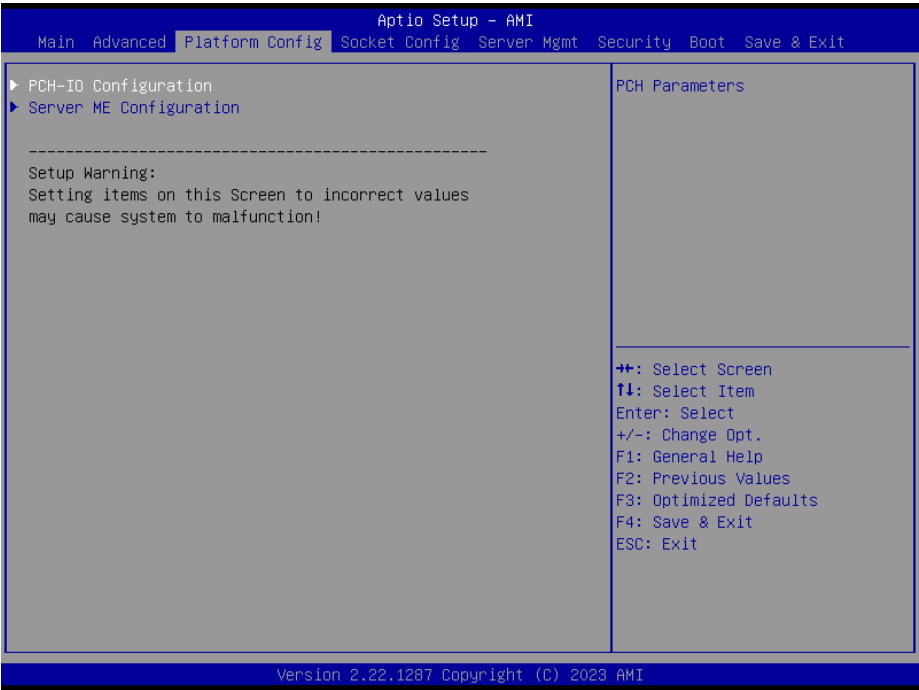 Aptio Setup – AMI
Main Advanced Platform Config Socket Config Server Mgmt Security Boot Save & Exit
▶ PCH-IO Configuration
▶ Server ME Configuration
--------------------------------------------------
Setup Warning:
Setting items on this Screen to incorrect values
may cause system to malfunction!
PCH Parameters
→←: Select Screen
↑↓: Select Item
Enter: Select
+/-: Change Opt.
F1: General Help
F2: Previous Values
F3: Optimized Defaults
F4: Save & Exit
ESC: Exit
Version 2.22.1287 Copyright (C) 2023 AMI